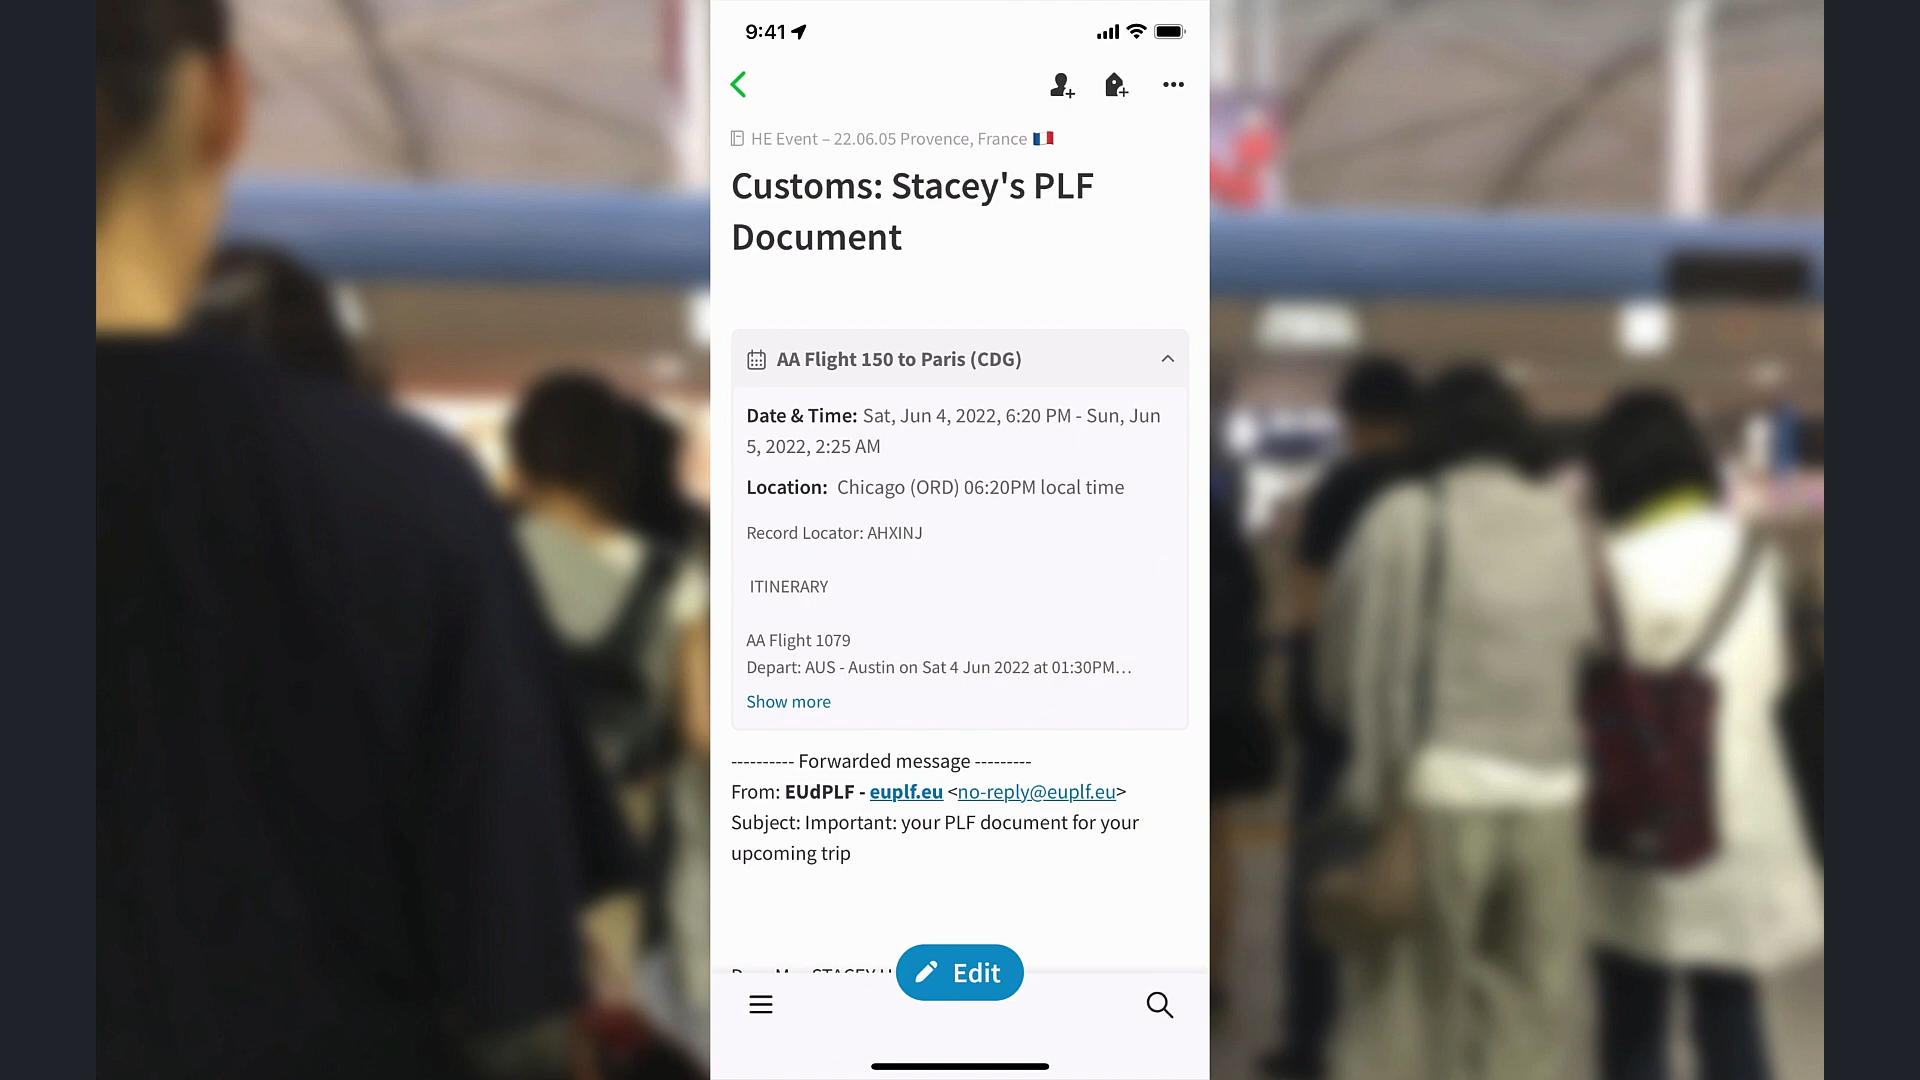 9:41
HE Event – 22.06.05 Provence, France 🇫🇷
Customs: Stacey's PLF
Document
AA Flight 150 to Paris (CDG)
Date & Time: Sat, Jun 4, 2022, 6:20 PM - Sun, Jun
5, 2022, 2:25 AM
Location: Chicago (ORD) 06:20PM local time
Record Locator: AHXINJ
ITINERARY
AA Flight 1079
Depart: AUS - Austin on Sat 4 Jun 2022 at 01:30PM…
Show more
---------- Forwarded message ---------
From: EUdPLF - euplf.eu <no-reply@euplf.eu>
Subject: Important: your PLF document for your
upcoming trip
Edit